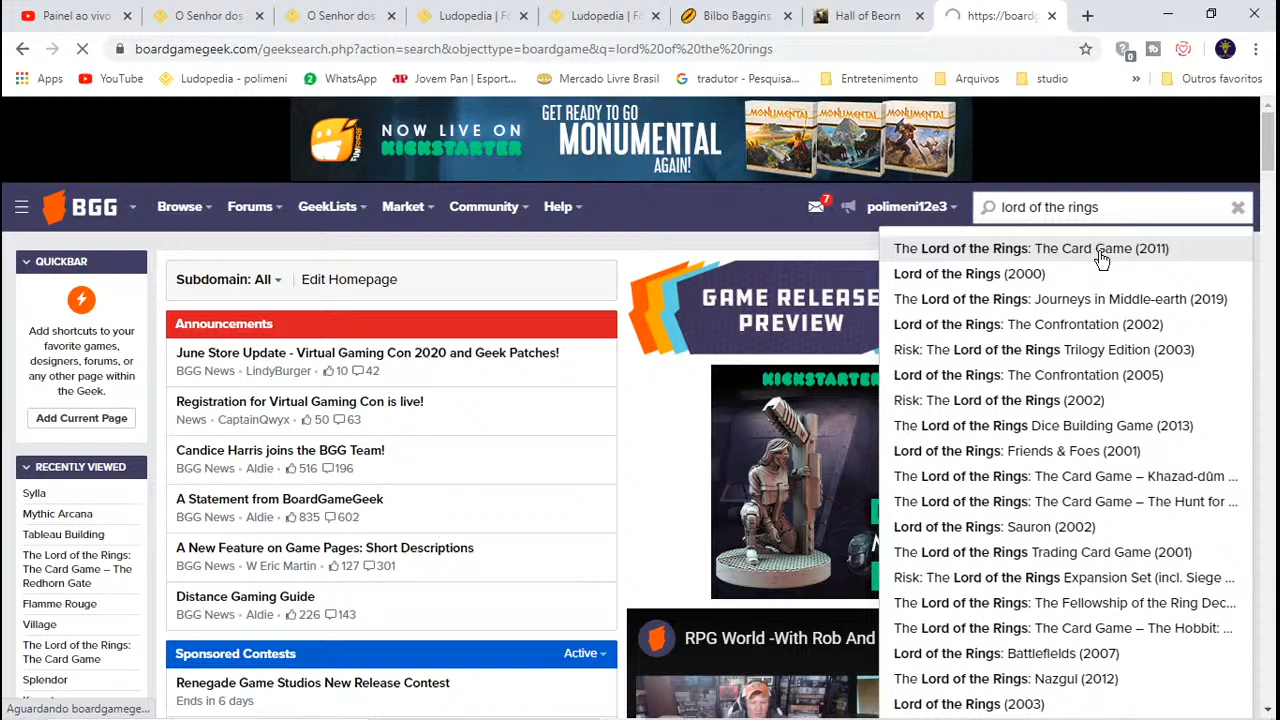 Painel ao vivo
O Senhor dos
O Senhor dos
Ludopedia | Fó
Ludopedia | Fó
Bilbo Baggins
Hall of Beorn
https://boardg
boardgamegeek.com/geeksearch.php?action=search&objecttype=boardgame&q=lord%20of%20the%20rings
0
Apps
YouTube
Ludopedia - polimeni
2 WhatsApp
Jovem Pan | Esport...
Mercado Livre Brasil
tradutor - Pesquisa...
Entretenimento
Arquivos
studio
»
Outros favoritos
NOW LIVE ON
KICKSTARTER
GET READY TO GO
MONUMENTAL
AGAIN!
MONUMENTAL
MONUMENTAL
MONUMENTAL
BGG
Browse
Forums
GeekLists
Market
Community
Help
7
polimeni12e3
lord of the rings
QUICKBAR
Add shortcuts to your
favorite games,
designers, forums, or
any other page within
the Geek.
Add Current Page
RECENTLY VIEWED
Sylla
Mythic Arcana
Tableau Building
The Lord of the Rings:
The Card Game – The
Redhorn Gate
Flamme Rouge
Village
The Lord of the Rings:
The Card Game
Splendor
Aguardando boardgamege...
Subdomain: All
Edit Homepage
Announcements
June Store Update - Virtual Gaming Con 2020 and Geek Patches!
BGG News • LindyBurger • 10 42
Registration for Virtual Gaming Con is live!
News • CaptainQwyx • 50 63
Candice Harris joins the BGG Team!
BGG News • Aldie • 516 196
A Statement from BoardGameGeek
BGG News • Aldie • 835 602
A New Feature on Game Pages: Short Descriptions
BGG News • W Eric Martin • 127 301
Distance Gaming Guide
BGG News • Aldie • 226 143
Sponsored Contests
Active
Renegade Game Studios New Release Contest
Ends in 6 days
GAME RELEASE
PREVIEW
RPG World -With Rob And
The Lord of the Rings: The Card Game (2011)
Lord of the Rings (2000)
The Lord of the Rings: Journeys in Middle-earth (2019)
Lord of the Rings: The Confrontation (2002)
Risk: The Lord of the Rings Trilogy Edition (2003)
Lord of the Rings: The Confrontation (2005)
Risk: The Lord of the Rings (2002)
The Lord of the Rings Dice Building Game (2013)
Lord of the Rings: Friends & Foes (2001)
The Lord of the Rings: The Card Game – Khazad-dûm ...
The Lord of the Rings: The Card Game – The Hunt for ...
Lord of the Rings: Sauron (2002)
The Lord of the Rings Trading Card Game (2001)
Risk: The Lord of the Rings Expansion Set (incl. Siege ...
The Lord of the Rings: The Fellowship of the Ring Dec...
The Lord of the Rings: The Card Game – The Hobbit: ...
Lord of the Rings: Battlefields (2007)
The Lord of the Rings: Nazgul (2012)
Lord of the Rings (2003)